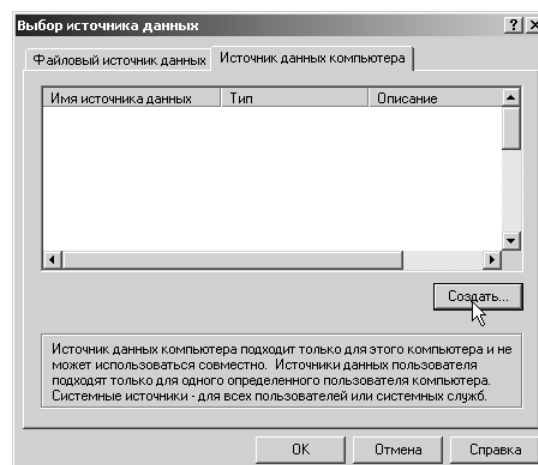 Выбор источника данных
Файловый источник данных Источник данных компьютера
Имя источника данных Тип Описание
Создать...
Источник данных компьютера подходит только для этого компьютера и не
может использоваться совместно. Источники данных пользователя
подходят только для одного определенного пользователя компьютера.
Системные источники - для всех пользователей или системных служб.
OK Отмена Справка